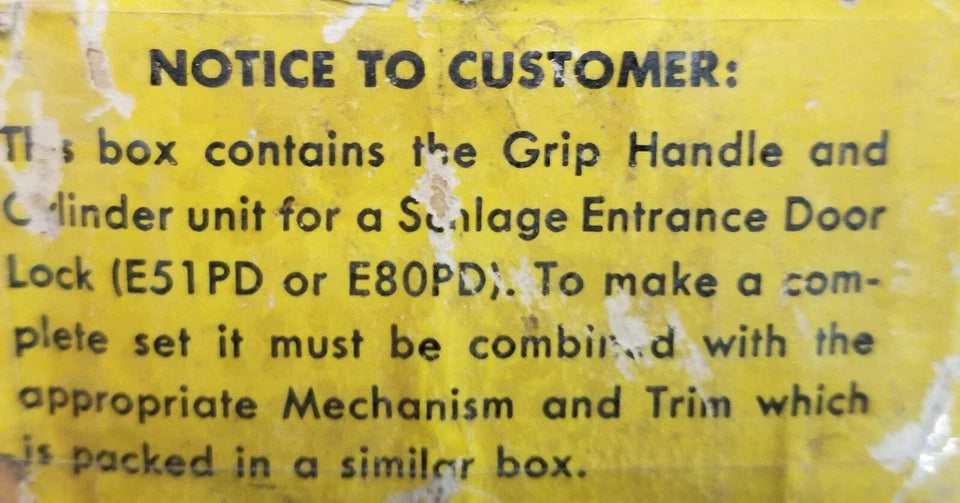 NOTICE TO CUSTOMER:
This box contains the Grip Handle and
Cylinder unit for a Schlage Entrance Door
Lock (E51PD or E80PD). To make a com-
plete set it must be combined with the
appropriate Mechanism and Trim which
is packed in a similar box.